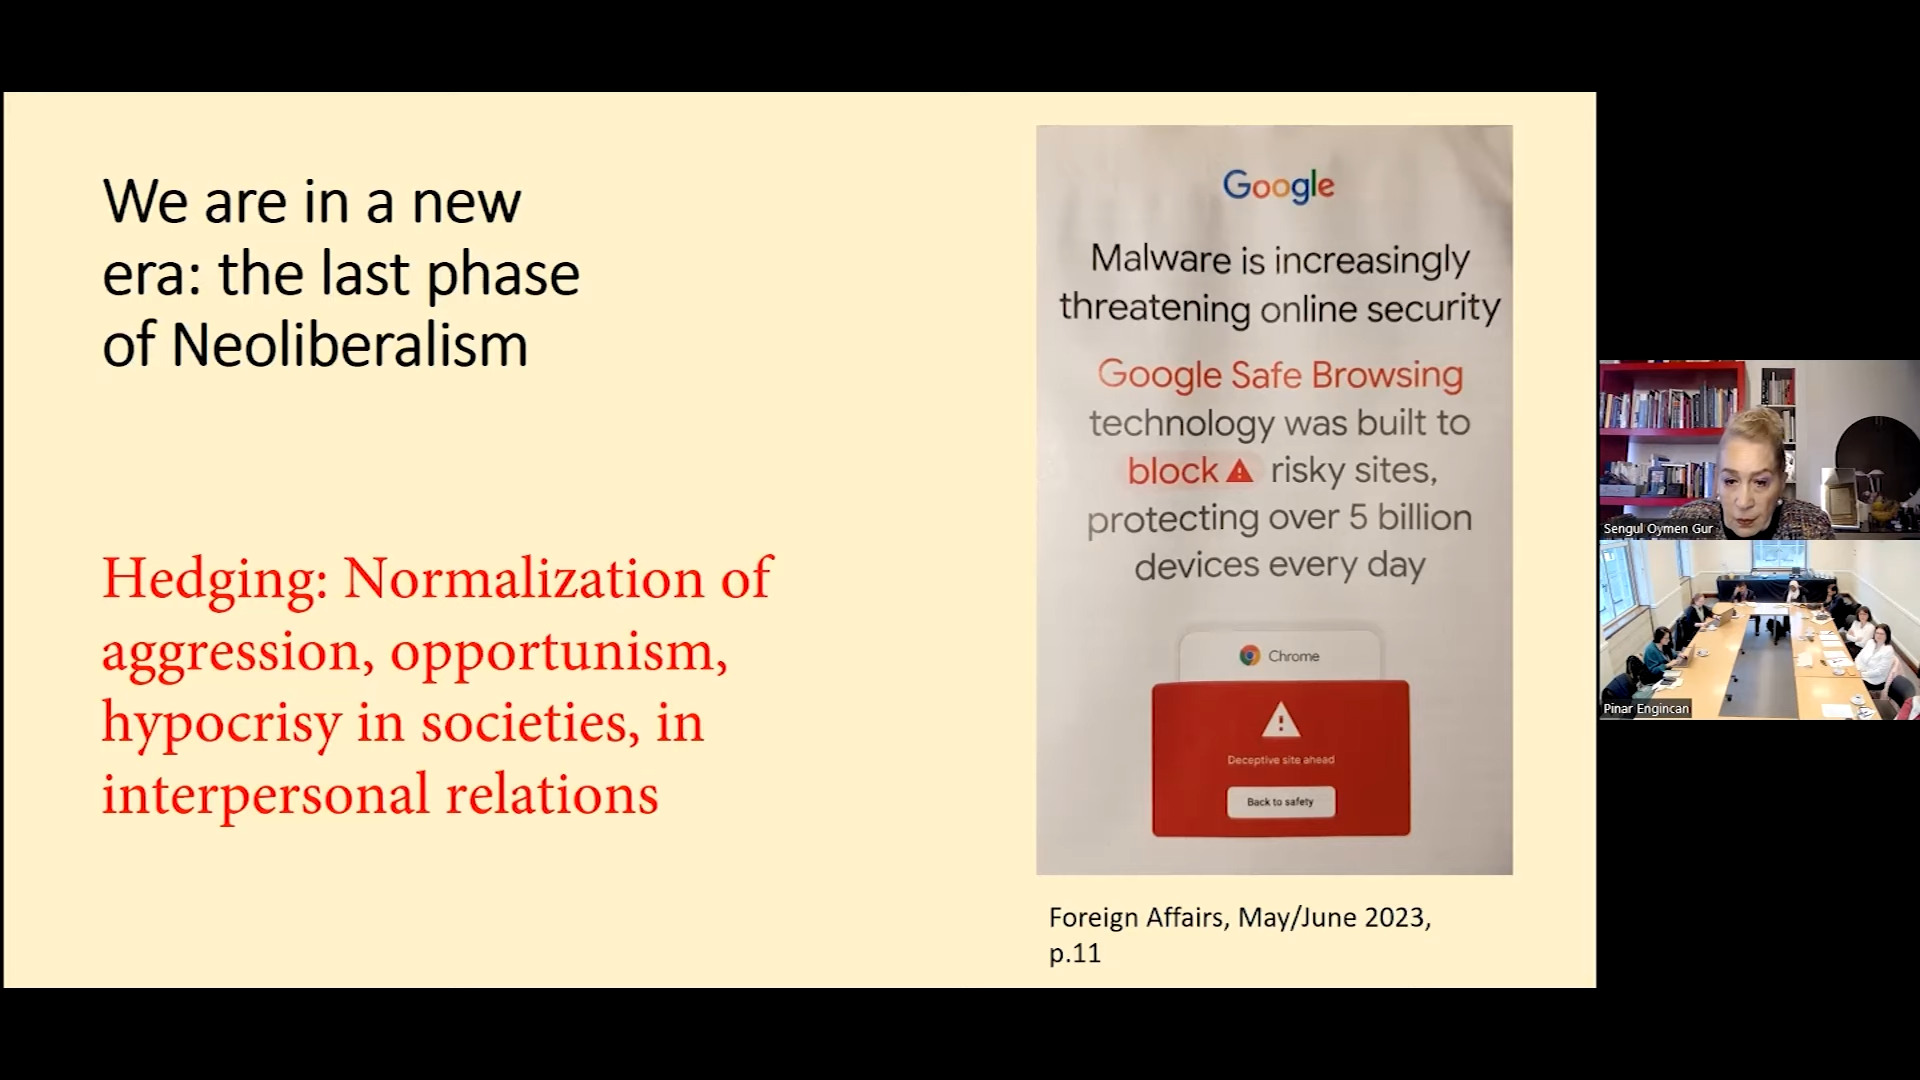 We are in a new
era: the last phase
of Neoliberalism
Hedging: Normalization of
aggression, opportunism,
hypocrisy in societies, in
interpersonal relations
Google
Malware is increasingly
threatening online security
Google Safe Browsing
technology was built to
block risky sites,
protecting over 5 billion
devices every day
Chrome
Deceptive site ahead
Back to safety
Foreign Affairs, May/June 2023,
p.11
Sengul Oymen Gur
Pinar Engincan